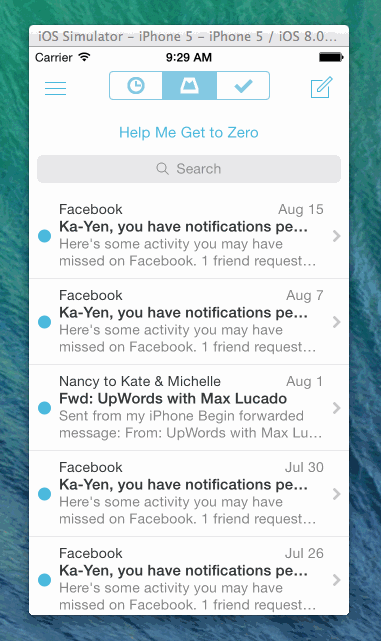 iOS Simulator - iPhone 5 - iPhone 5 / iOS 8.0...
Carrier 9:29 AM
Help Me Get to Zero
Search
Facebook Aug 15
Ka-Yen, you have notifications pe...
Here's some activity you may have
missed on Facebook. 1 friend request...
Facebook Aug 7
Ka-Yen, you have notifications pe...
Here's some activity you may have
missed on Facebook. 1 friend request...
Nancy to Kate & Michelle Aug 1
Fwd: UpWords with Max Lucado
Sent from my iPhone Begin forwarded
message: From: UpWords with Max Lu...
Facebook Jul 30
Ka-Yen, you have notifications pe...
Here's some activity you may have
missed on Facebook. 1 friend request...
Facebook Jul 26
Ka-Yen, you have notifications pe...
Here's some activity you may have
missed on Facebook. 1 friend request...